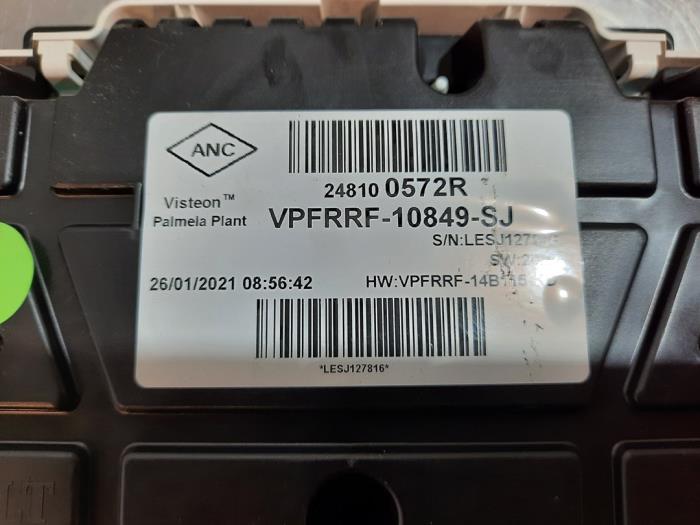 ANC
24810 0572R
Visteon™
Palmela Plant
VPFRRF-10849-SJ
26/01/2021 08:56:42
*LESJ127816*